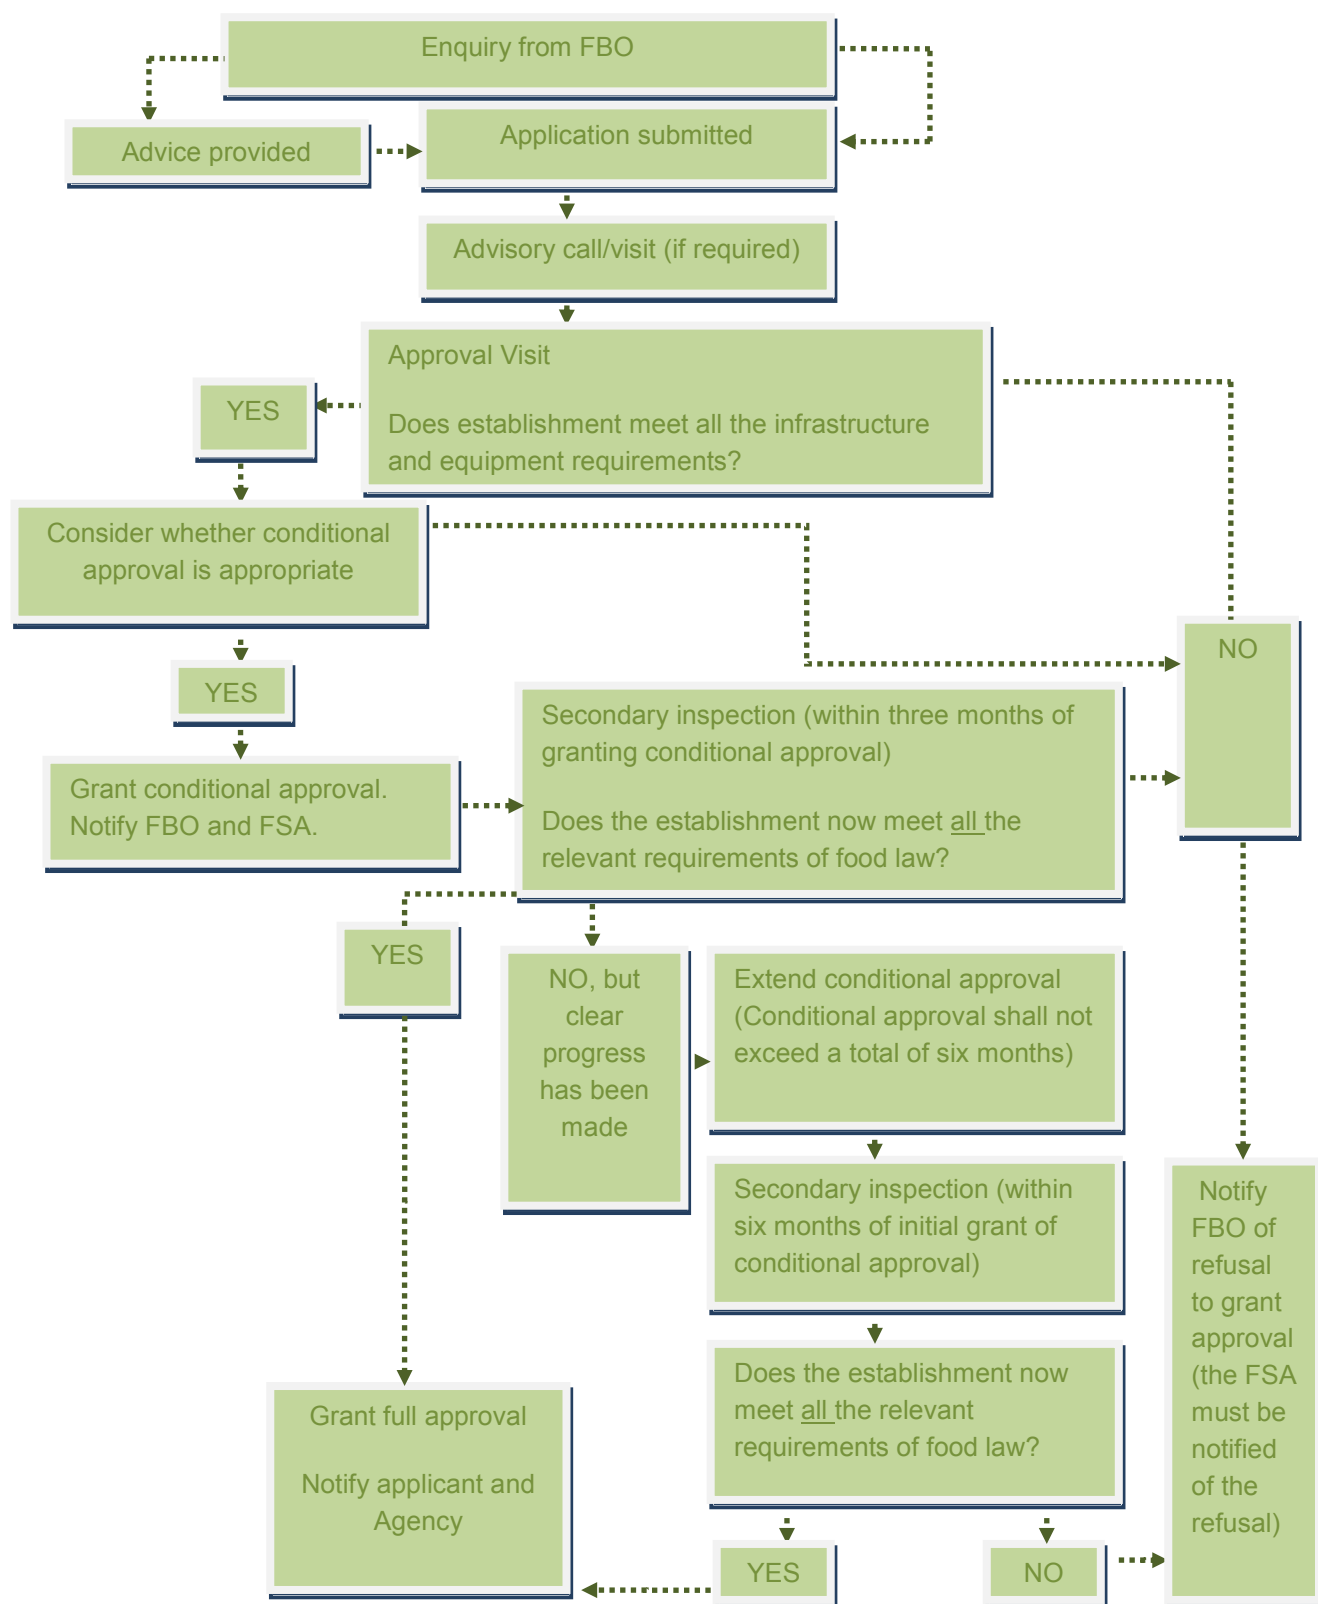 Enquiry from FBO
Advice provided
Application submitted
Advisory call/visit (if required)
Approval Visit
Does establishment meet all the infrastructure
and equipment requirements?
YES
Consider whether conditional
approval is appropriate
NO
YES
Secondary inspection (within three months of
granting conditional approval)
Does the establishment now meet all the
relevant requirements of food law?
Grant conditional approval.
Notify FBO and FSA.
YES
NO, but
clear
progress
has been
made
Extend conditional approval
(Conditional approval shall not
exceed a total of six months)
Secondary inspection (within
six months of initial grant of
conditional approval)
Notify
FBO of
refusal
to grant
approval
(the FSA
must be
notified
of the
refusal)
Does the establishment now
meet all the relevant
requirements of food law?
Grant full approval
Notify applicant and
Agency
YES
NO